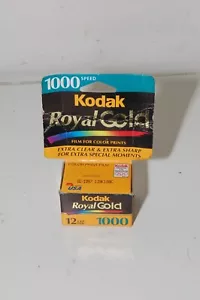 1000 SPEED
Kodak
Royal Gold
FILM FOR COLOR PRINTS
EXTRA CLEAR & EXTRA SHARP
FOR EXTRA SPECIAL MOMENTS
Kodak
Royal Gold
12
1000